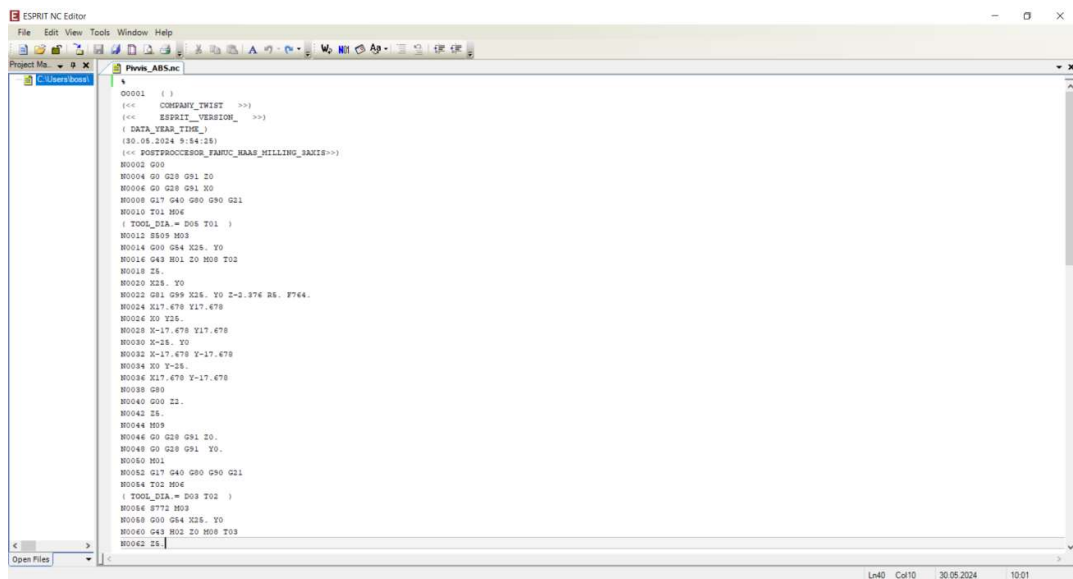 ESPRIT NC Editor
File Edit View Tools Window Help
Project Ma...
Pivvis_ABS.nc
C:\Users\boss\
%
O0001 ( )
(<< COMPANY_TWIST >>)
(<< ESPRIT__VERSION_ >>)
( DATA_YEAR_TIME_)
(30.05.2024 9:54:25)
(<< POSTPROCCESOR_FANUC_HAAS_MILLING_3AXIS>>)
N0002 G00
N0004 G0 G28 G91 Z0
N0006 G0 G28 G91 X0
N0008 G17 G40 G80 G90 G21
N0010 T01 M06
( TOOL_DIA.= D05 T01 )
N0012 S509 M03
N0014 G00 G54 X25. Y0
N0016 G43 H01 Z0 M08 T02
N0018 Z5.
N0020 X25. Y0
N0022 G81 G99 X25. Y0 Z-2.376 R5. F764.
N0024 X17.678 Y17.678
N0026 X0 Y25.
N0028 X-17.678 Y17.678
N0030 X-25. Y0
N0032 X-17.678 Y-17.678
N0034 X0 Y-25.
N0036 X17.678 Y-17.678
N0038 G80
N0040 G00 Z2.
N0042 Z5.
N0044 M09
N0046 G0 G28 G91 Z0.
N0048 G0 G28 G91 Y0.
N0050 M01
N0052 G17 G40 G80 G90 G21
N0054 T02 M06
( TOOL_DIA.= D03 T02 )
N0056 S772 M03
N0058 G00 G54 X25. Y0
N0060 G43 H02 Z0 M08 T03
N0062 Z5.
Open Files
Ln40 Col10 30.05.2024 10:01